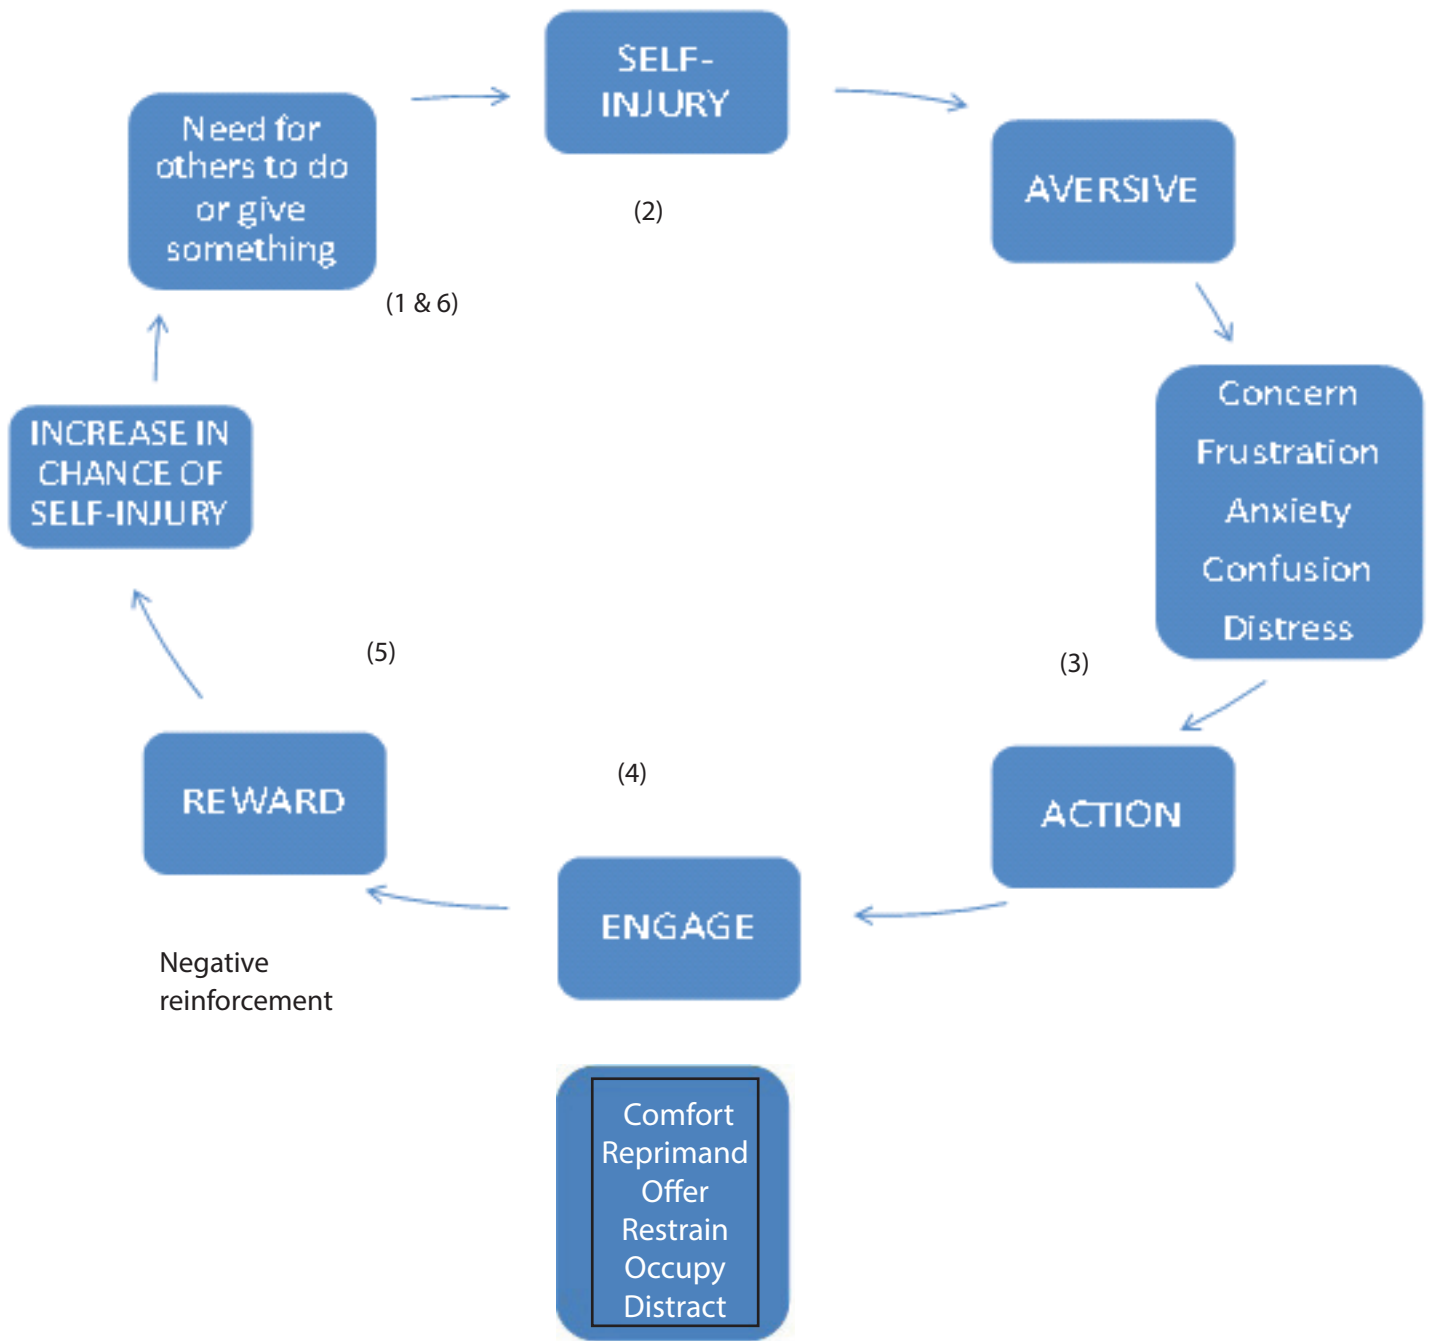 SELF-
INJURY
(2)
AVERSIVE
Concern
Frustration
Anxiety
Confusion
Distress
(3)
ACTION
ENGAGE
(4)
Comfort
Reprimand
Offer
Restrain
Occupy
Distract
REWARD
Negative
reinforcement
(5)
INCREASE IN
CHANCE OF
SELF-INJURY
Need for
others to do
or give
something
(1 & 6)